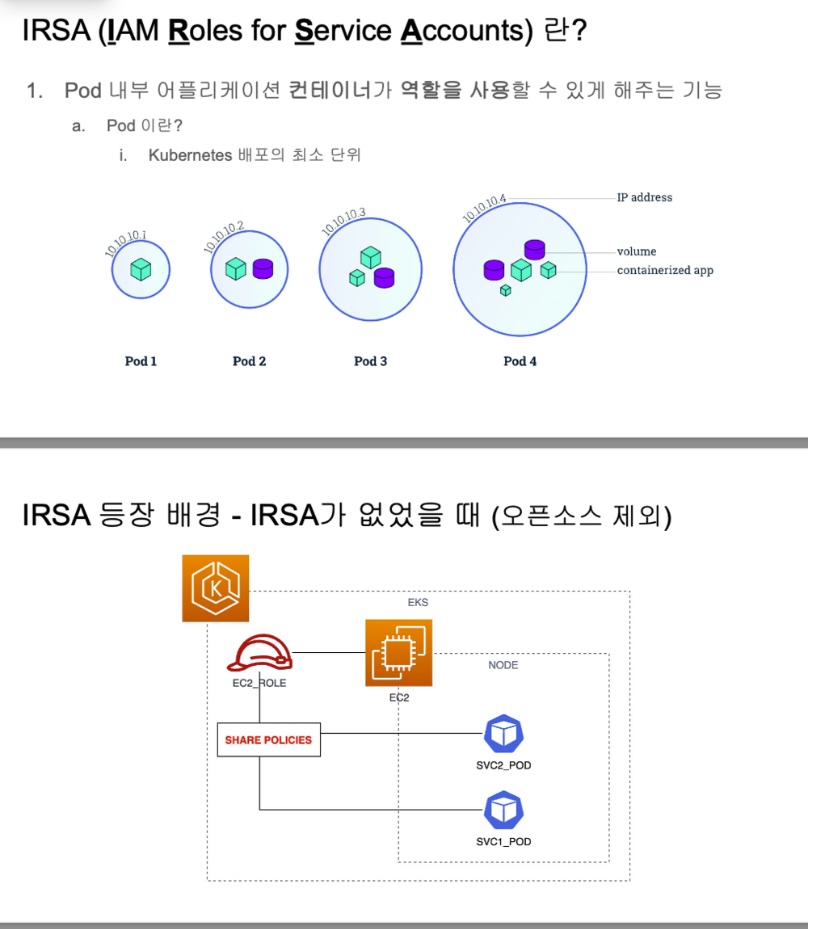 IRSA (IAM Roles for Service Accounts) 란?
1. Pod 내부 어플리케이션 컨테이너가 역할을 사용할 수 있게 해주는 기능
a. Pod 이란?
i. Kubernetes 배포의 최소 단위
10.10.10.1
10.10.10.2
10.10.10.3
10.10.10.4
IP address
volume
containerized app
Pod 1
Pod 2
Pod 3
Pod 4
IRSA 등장 배경 - IRSA가 없었을 때 (오픈소스 제외)
K
EKS
NODE
EC2_ROLE
EC2
SHARE POLICIES
SVC2_POD
SVC1_POD